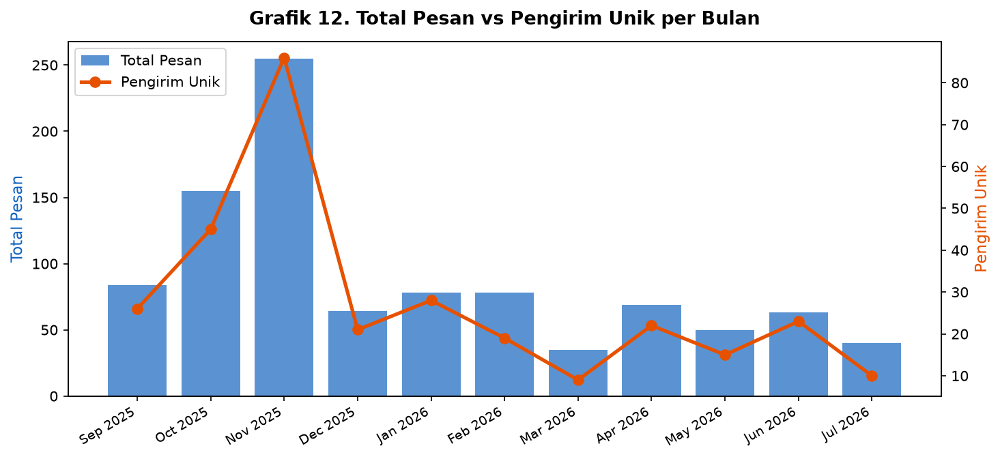 Grafik 12. Total Pesan vs Pengirim Unik per Bulan
Total Pesan
Pengirim Unik
250
200
150
100
50
0
Total Pesan
80
70
60
50
40
30
20
10
Pengirim Unik
Sep 2025
Oct 2025
Nov 2025
Dec 2025
Jan 2026
Feb 2026
Mar 2026
Apr 2026
May 2026
Jun 2026
Jul 2026